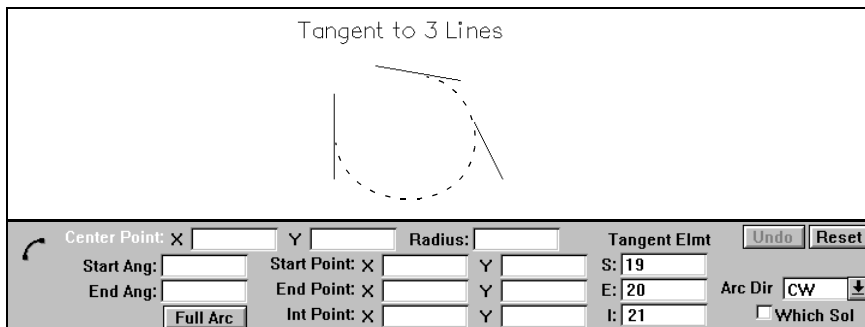 Tangent to 3 Lines
Center Point: X Y Radius: Tangent Elmt Undo Reset
Start Ang: Start Point: X Y S: 19
End Ang: End Point: X Y E: 20 Arc Dir CW
Full Arc Int Point: X Y I: 21 Which Sol